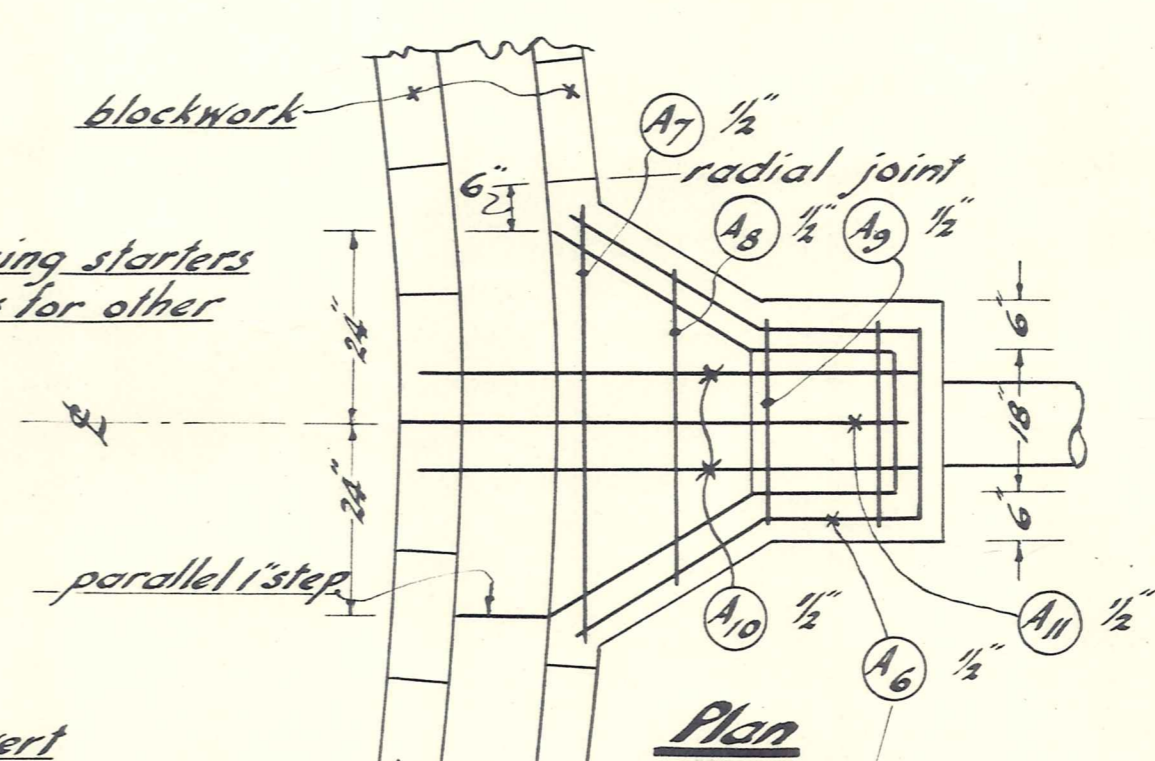 blockwork
A7 1/2"
radial joint
6"
A8 1/2"
A9 1/2"
starters
for other
24"
6"
18"
℄
24"
6"
parallel 1" step
A10 1/2"
A11 1/2"
A6 1/2"
Plan